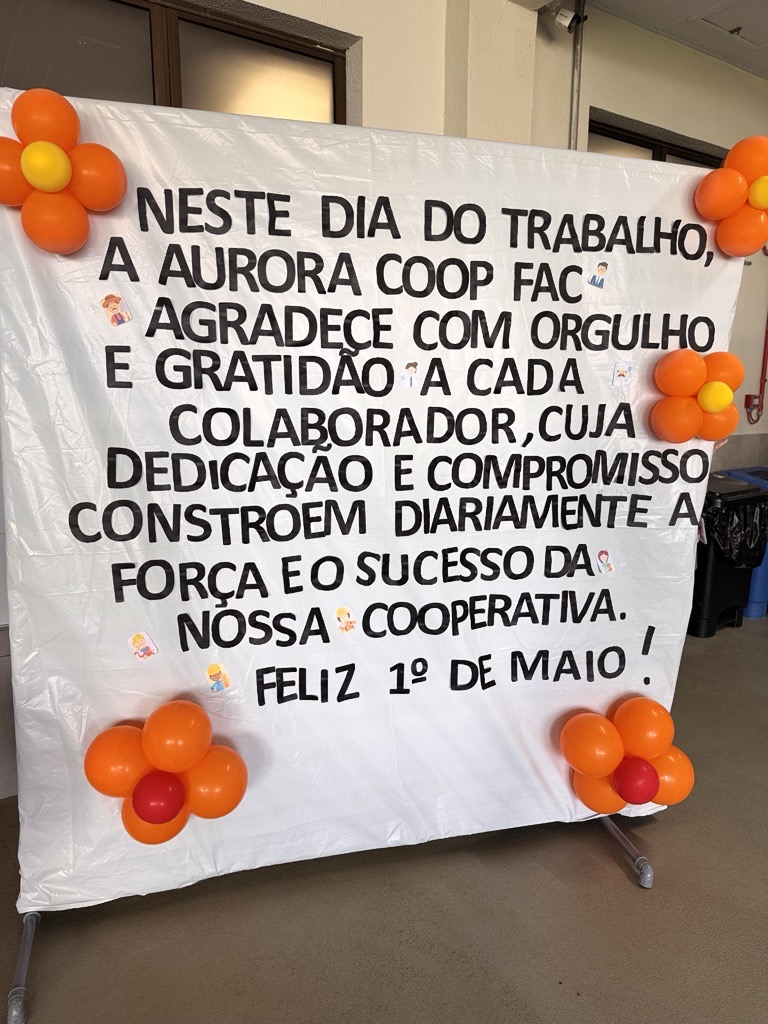 NESTE DIA DO TRABALHO,
A AURORA COOP FAC
AGRADECE COM ORGULHO
E GRATIDÃO A CADA
COLABORADOR, CUJA
DEDICAÇÃO E COMPROMISSO
CONSTROEM DIARIAMENTE A
FORÇA E O SUCESSO DA
NOSSA COOPERATIVA.
FELIZ 1º DE MAIO!